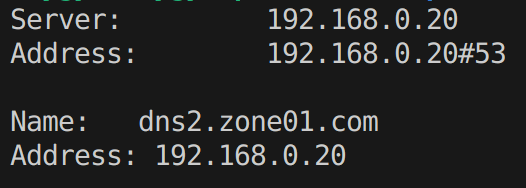 Server: 192.168.0.20
Address: 192.168.0.20#53
Name: dns2.zone01.com
Address: 192.168.0.20